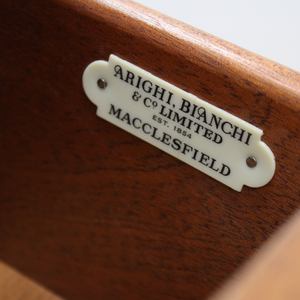 ARIGHI, BIANCHI
& Co LIMITED
EST. 1854
MACCLESFIELD